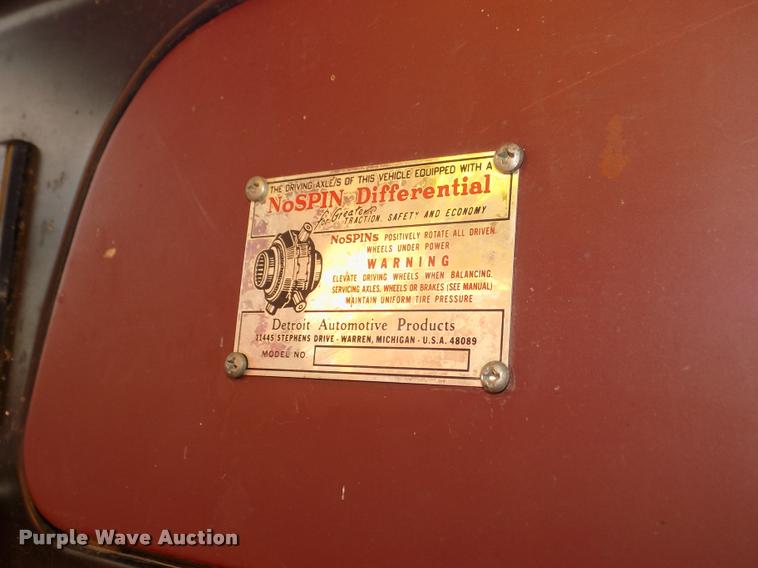 THE DRIVING AXLE/S OF THIS VEHICLE EQUIPPED WITH A
NoSPIN Differential
for Greater
TRACTION, SAFETY AND ECONOMY
NoSPINs POSITIVELY ROTATE ALL DRIVEN
WHEELS UNDER POWER
WARNING
ELEVATE DRIVING WHEELS WHEN BALANCING,
SERVICING AXLES, WHEELS OR BRAKES (SEE MANUAL)
MAINTAIN UNIFORM TIRE PRESSURE
Detroit Automotive Products
11445 STEPHENS DRIVE - WARREN, MICHIGAN - U.S.A. 48089
MODEL NO.
Purple Wave Auction